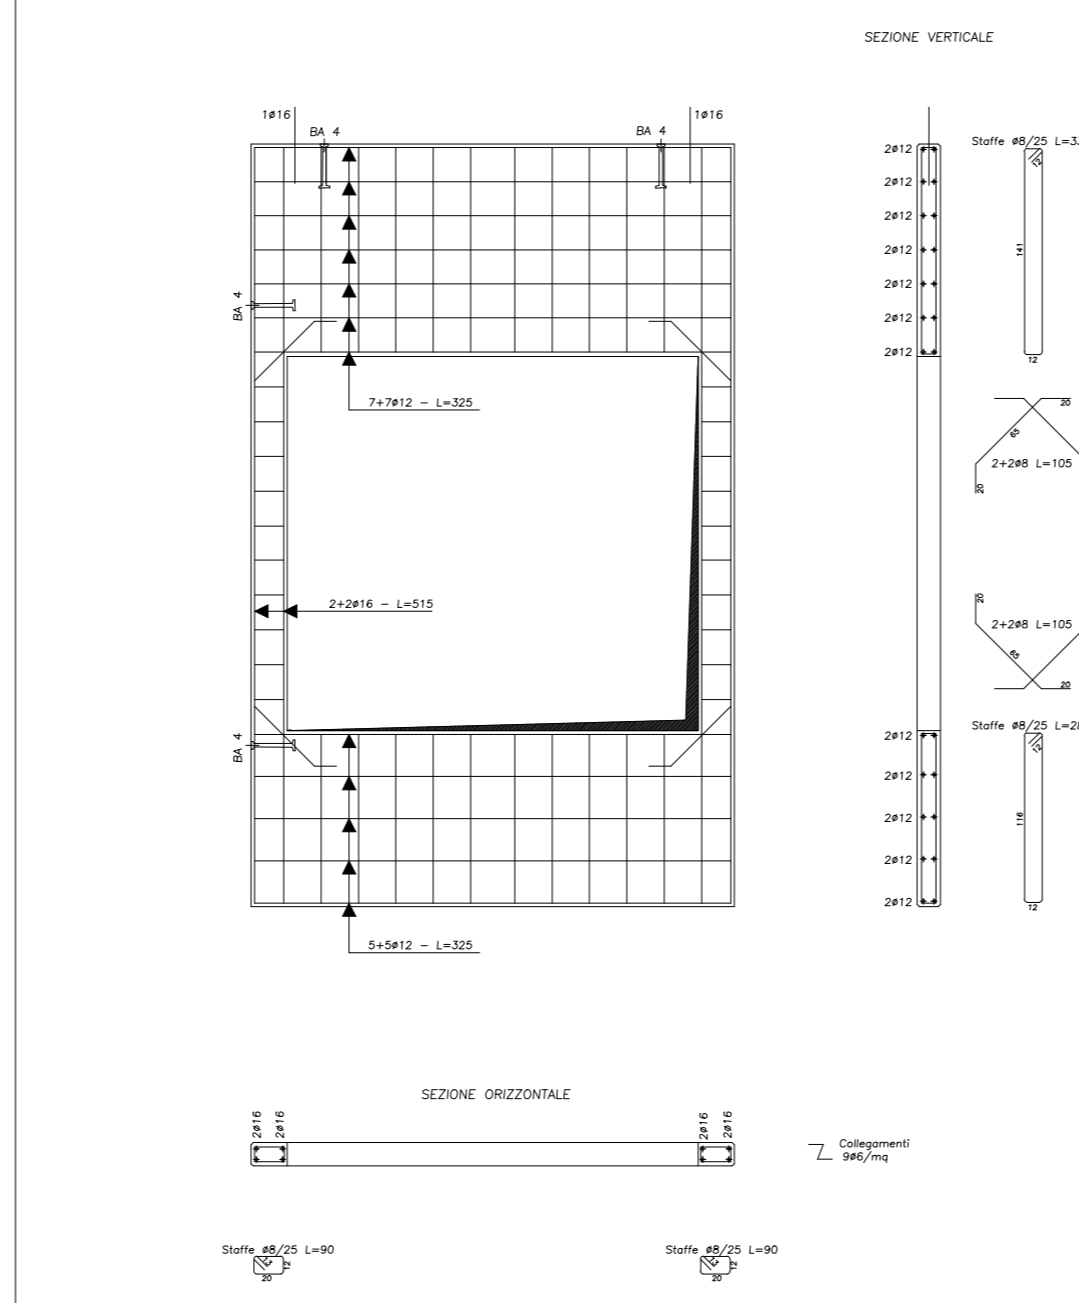 SEZIONE VERTICALE
1ø16
BA 4
BA 4
1ø16
BA 4
7+7ø12 – L=325
2+2ø16 – L=515
BA 4
5+5ø12 – L=325
2ø12
2ø12
2ø12
2ø12
2ø12
2ø12
2ø12
2ø12
2ø12
2ø12
2ø12
2ø12
Staffe ø8/25
12
141
12
20
65
2+2ø8 L=105
20
20
2+2ø8 L=105
65
20
Staffe ø8/25
12
116
12
SEZIONE ORIZZONTALE
2ø16
2ø16
2ø16
2ø16
Collegamenti
9ø6/mq
Staffe ø8/25 L=90
12
20
Staffe ø8/25 L=90
12
20